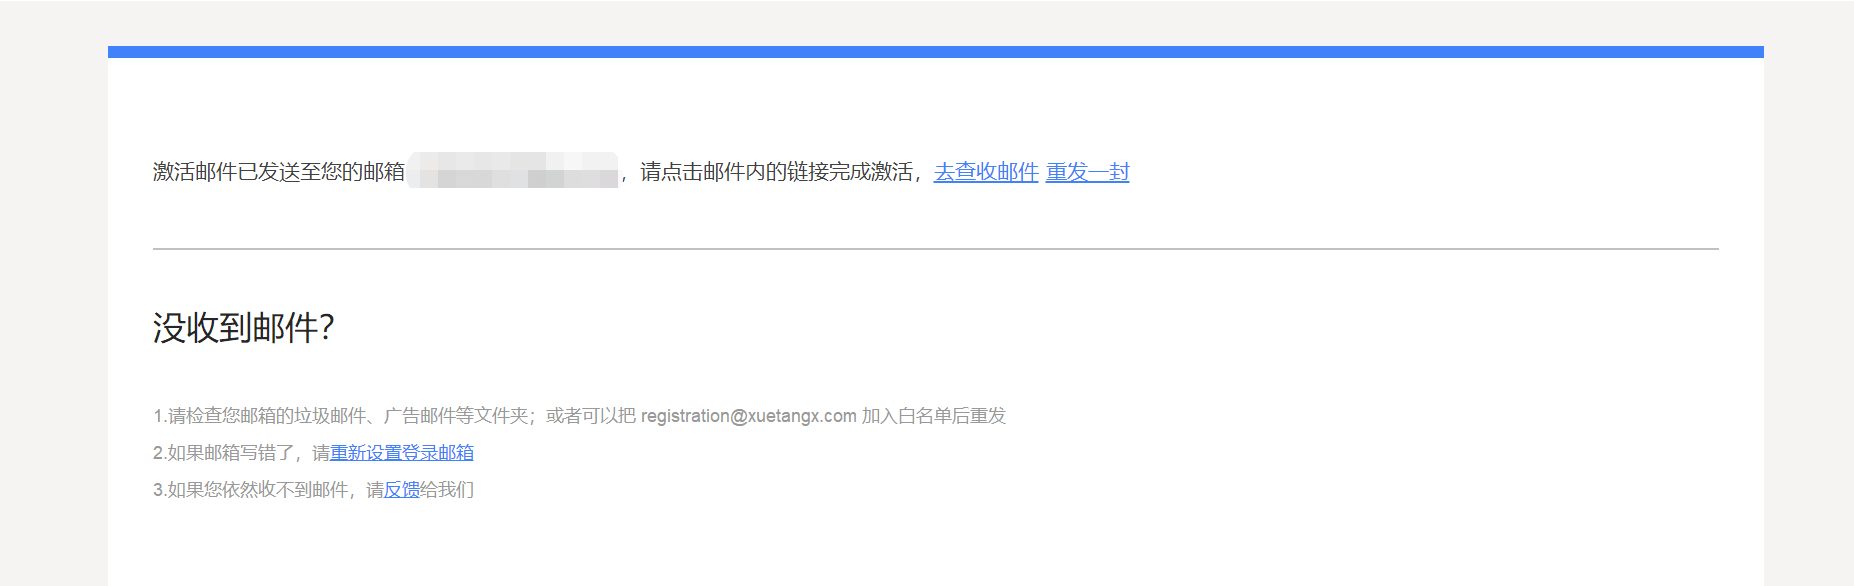 激活邮件已发送至您的邮箱 ，请点击邮件内的链接完成激活，去查收邮件 重发一封
没收到邮件？
1.请检查您邮箱的垃圾邮件、广告邮件等文件夹；或者可以把 registration@xuetangx.com 加入白名单后重发
2.如果邮箱写错了，请重新设置登录邮箱
3.如果您依然收不到邮件，请反馈给我们